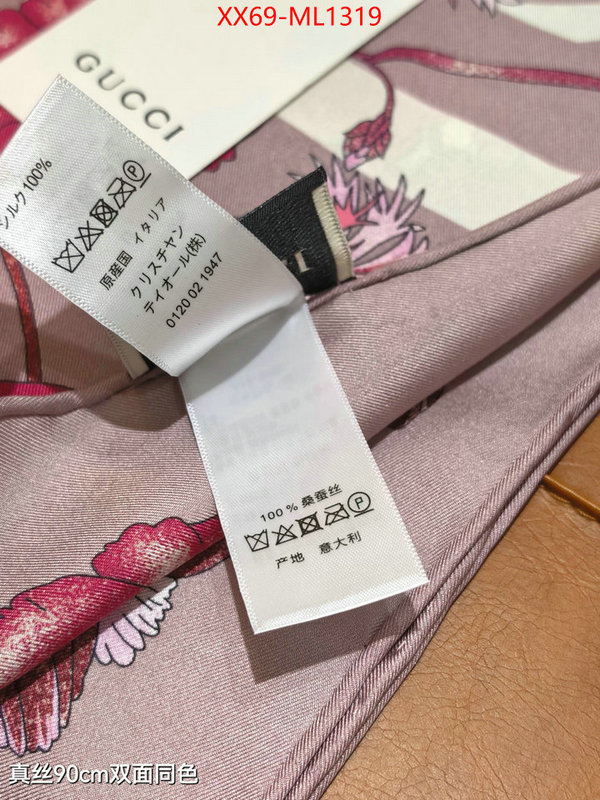 XX69-ML1319
GUCCI
シルク100%
原産国 イタリア
クリスチャン
ディオール(株)
0120 02 1947
100% 桑蚕丝
产地 意大利
真丝90cm双面同色